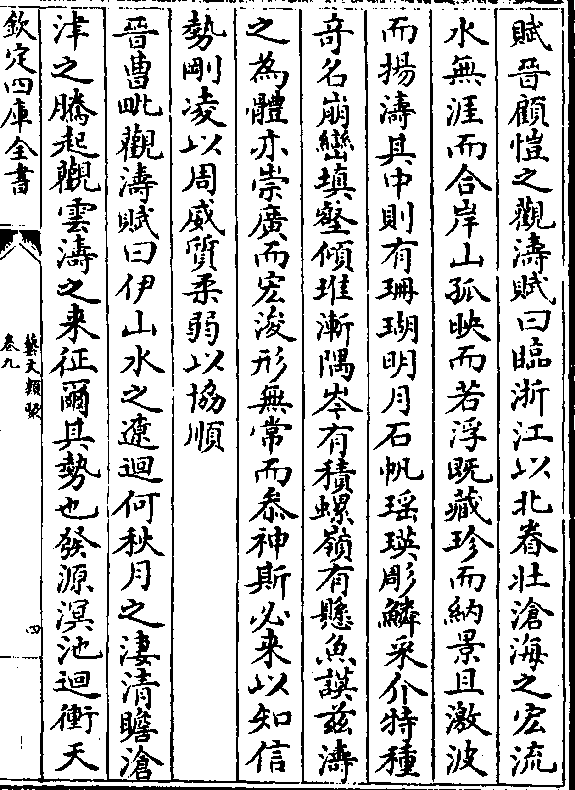 賦晉顧愷之觀濤賦曰臨浙江以北眷壯滄海之宏流
水無涯而合岸山孤映而若浮旣藏珍而納景且激波
而揚濤其中則有珊瑚明月石帆瑶瑛彫鱗采介特種
奇名崩巒填壑傾堆漸隅岑有積螺嶺有懸魚謨茲濤
之為體亦崇廣而宏浚形無常而叅神斯必来以知信
勢剛凌以周威質柔弱以協順
晉曹毗觀濤賦曰伊山水之遼迴何秋月之淒清瞻滄
津之騰起觀雲濤之来征爾其勢也發源溟池迴衝天
欽定四庫全書
藝文類聚
卷九
四